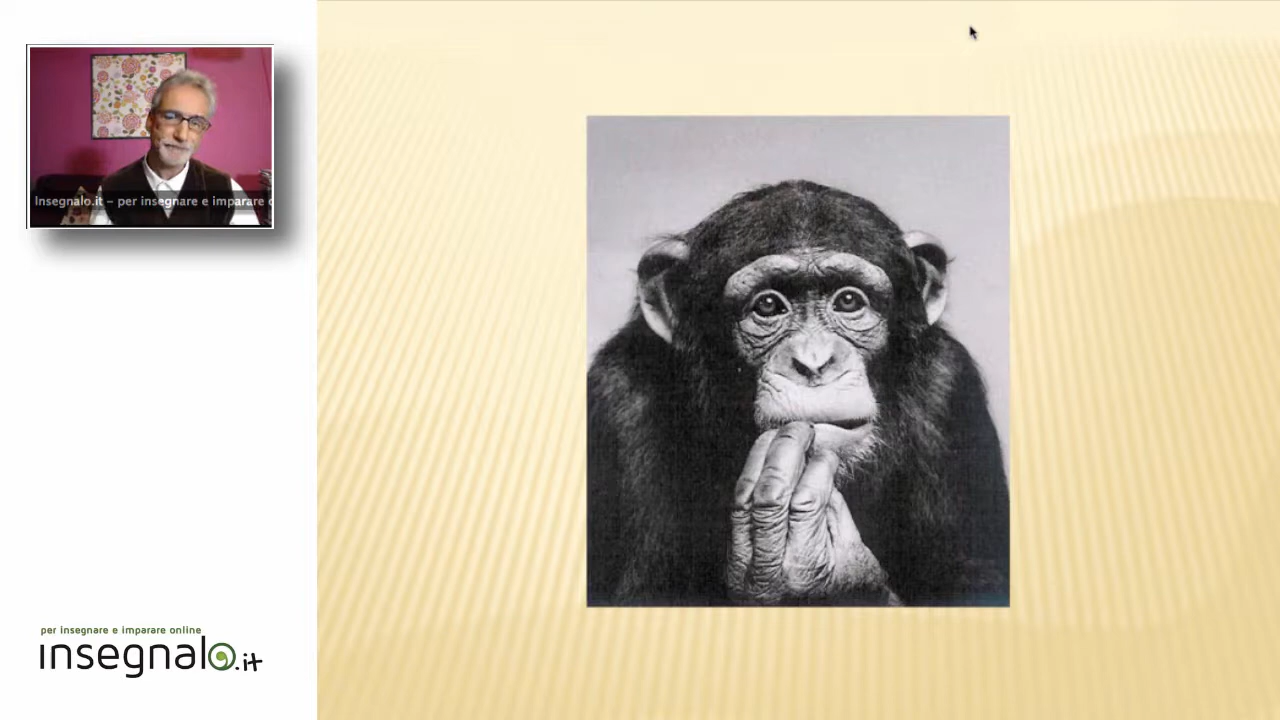 Insegnalo.it – per insegnare e imparare
per insegnare e imparare online
insegnalo.it